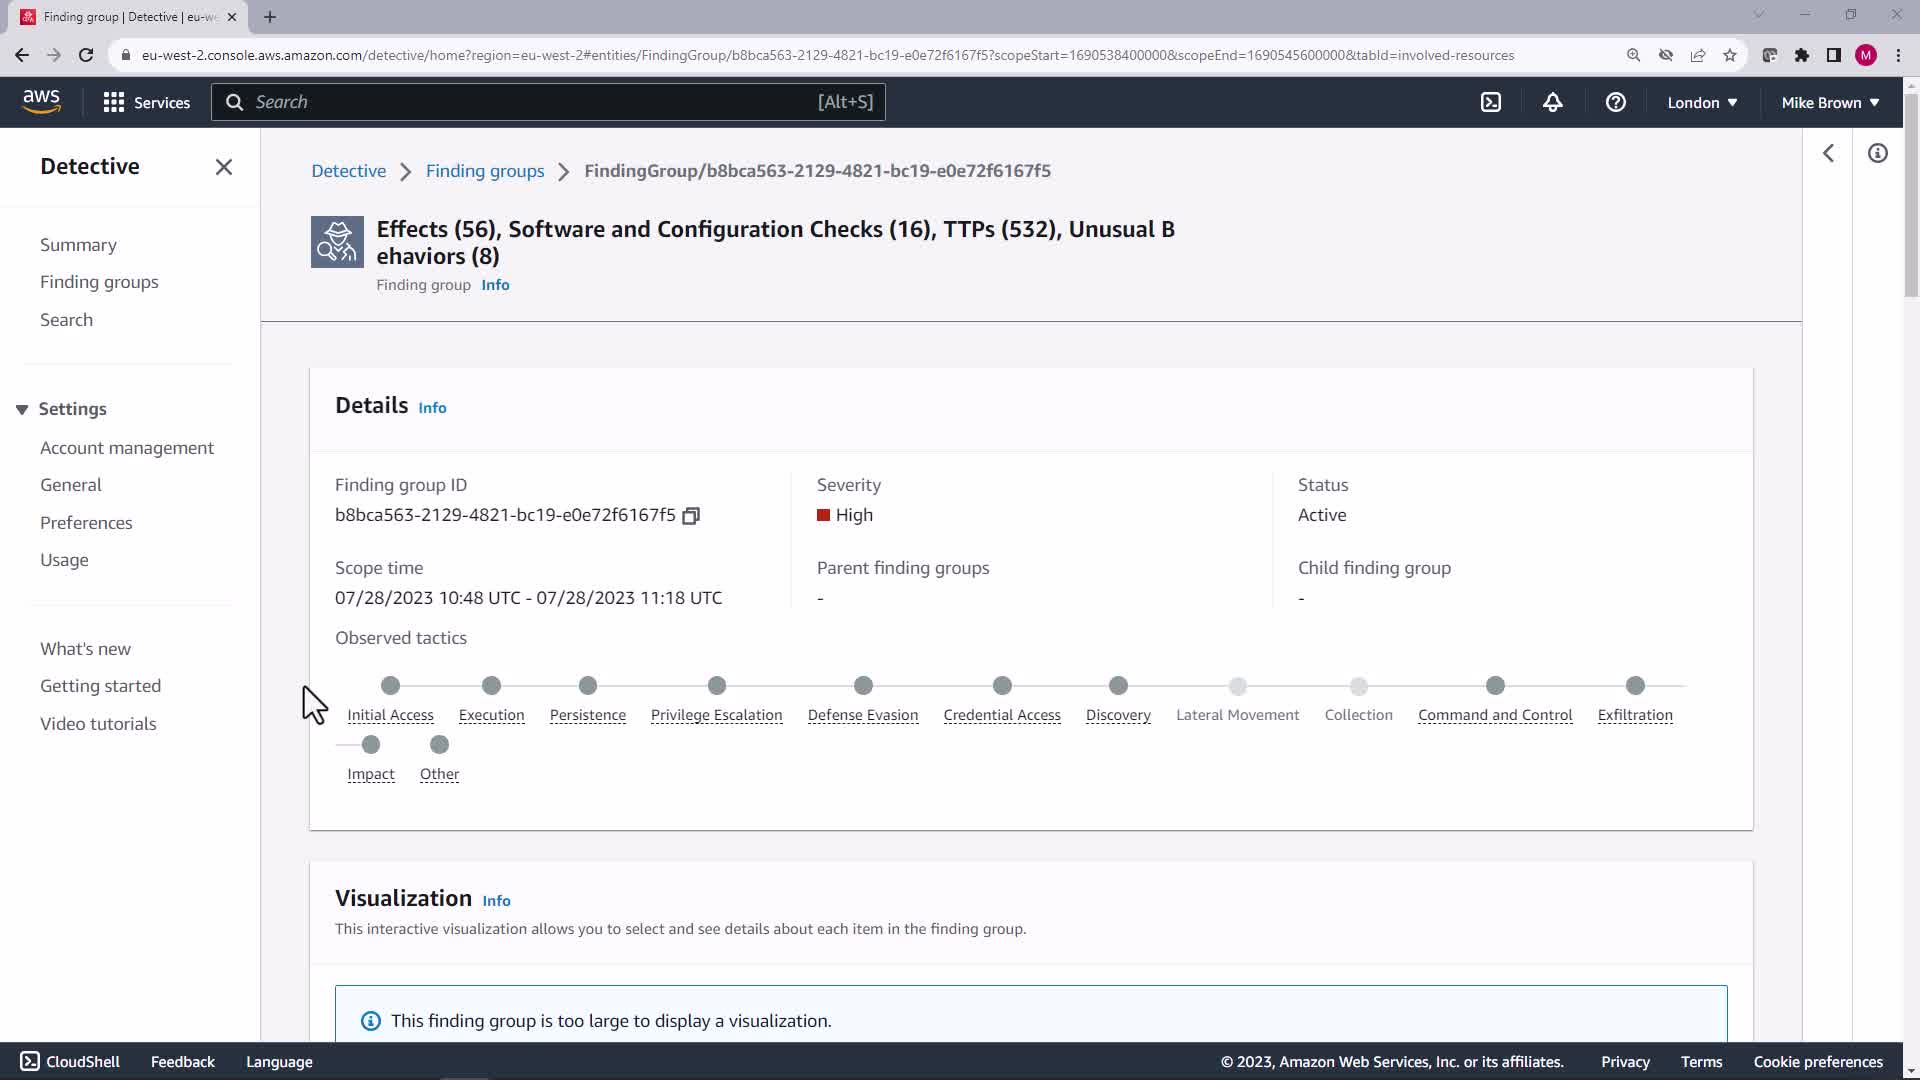 Finding group | Detective | eu-we
eu-west-2.console.aws.amazon.com/detective/home?region=eu-west-2#entities/FindingGroup/b8bca563-2129-4821-bc19-e0e72f6167f5?scopeStart=1690538400000&scopeEnd=1690545600000&tabId=involved-resources
M
aws
Services
Search
[Alt+S]
London
Mike Brown
Detective
Summary
Finding groups
Search
Settings
Account management
General
Preferences
Usage
What's new
Getting started
Video tutorials
Detective
Finding groups
FindingGroup/b8bca563-2129-4821-bc19-e0e72f6167f5
Effects (56), Software and Configuration Checks (16), TTPs (532), Unusual B
ehaviors (8)
Finding group Info
Details Info
Finding group ID
b8bca563-2129-4821-bc19-e0e72f6167f5
Severity
High
Status
Active
Scope time
07/28/2023 10:48 UTC - 07/28/2023 11:18 UTC
Parent finding groups
-
Child finding group
-
Observed tactics
Initial Access
Execution
Persistence
Privilege Escalation
Defense Evasion
Credential Access
Discovery
Lateral Movement
Collection
Command and Control
Exfiltration
Impact
Other
Visualization Info
This interactive visualization allows you to select and see details about each item in the finding group.
This finding group is too large to display a visualization.
CloudShell
Feedback
Language
© 2023, Amazon Web Services, Inc. or its affiliates.
Privacy
Terms
Cookie preferences